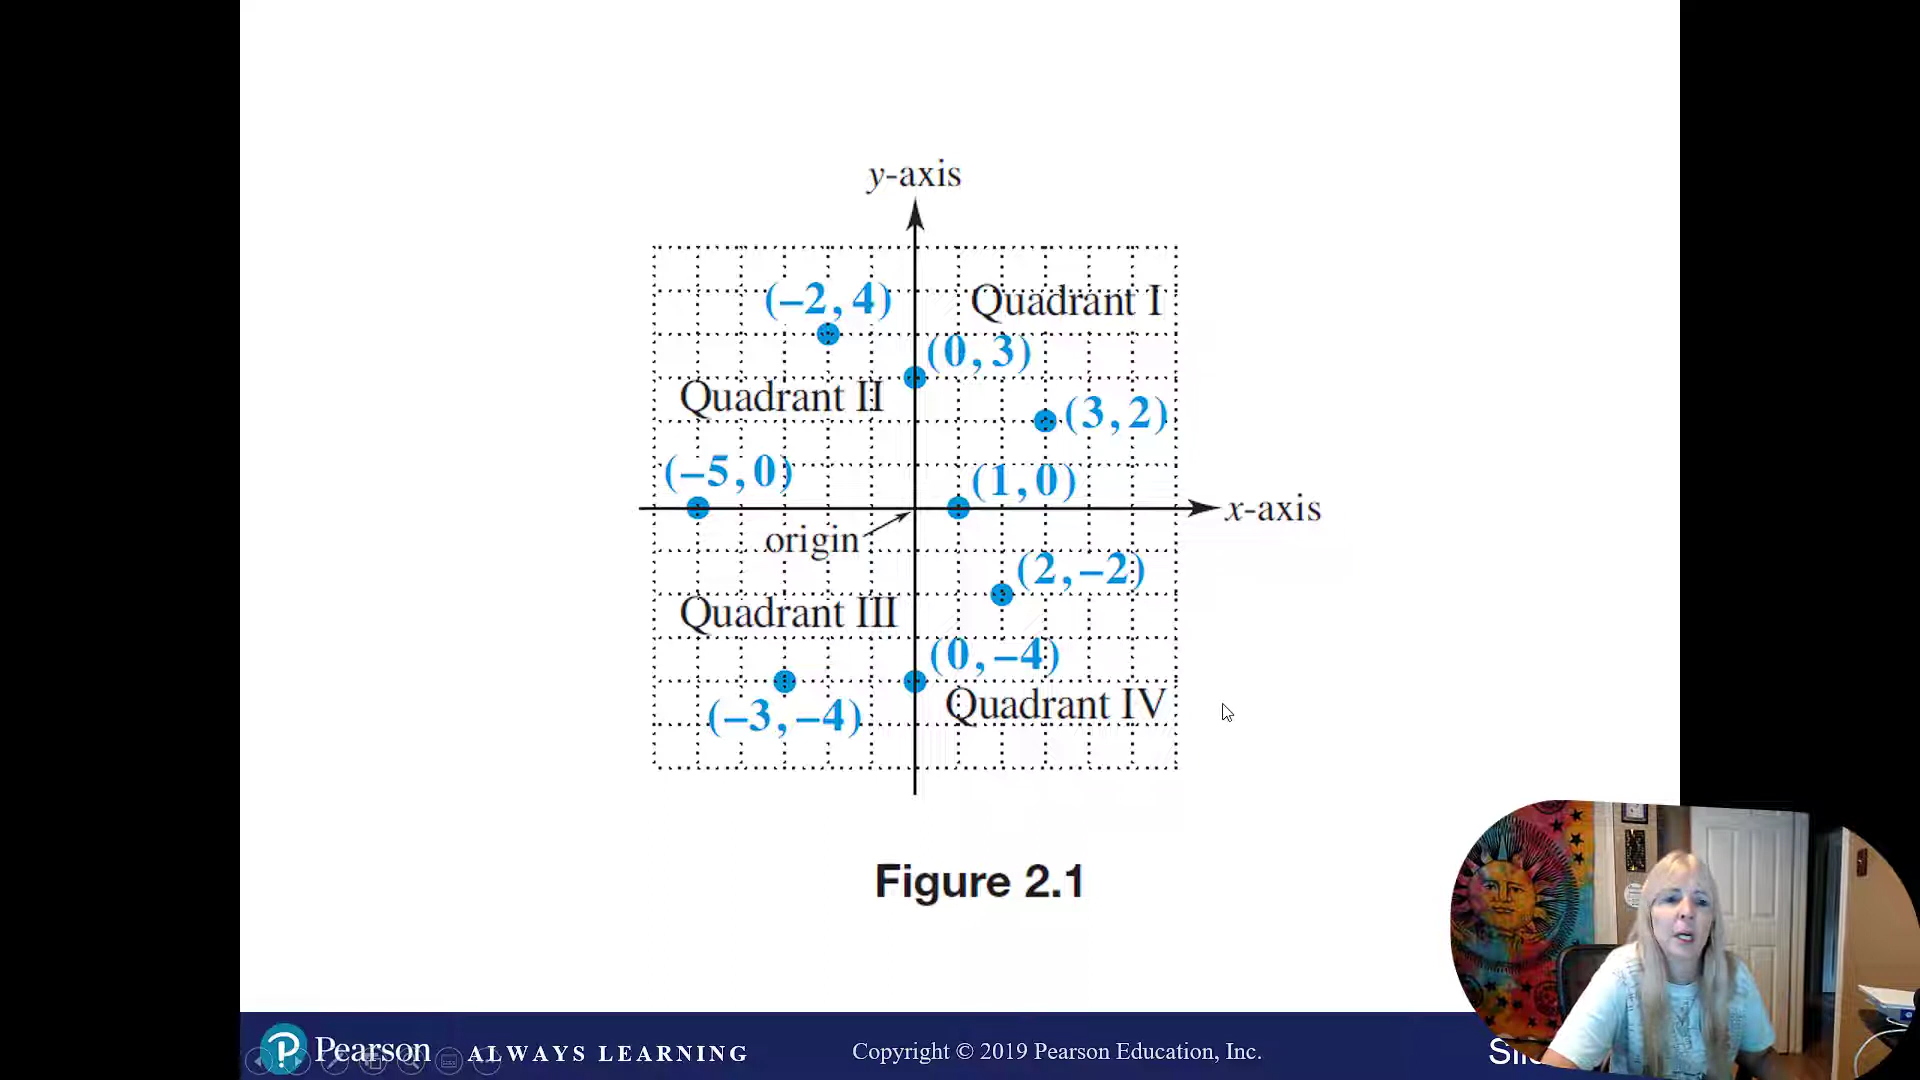 y-axis
(−2, 4)
Quadrant I
(0, 3)
Quadrant II
(3, 2)
(−5, 0)
(1, 0)
x-axis
origin
(2, −2)
Quadrant III
(0, −4)
Quadrant IV
(−3, −4)
Figure 2.1
Pearson ALWAYS LEARNING Copyright © 2019 Pearson Education, Inc.